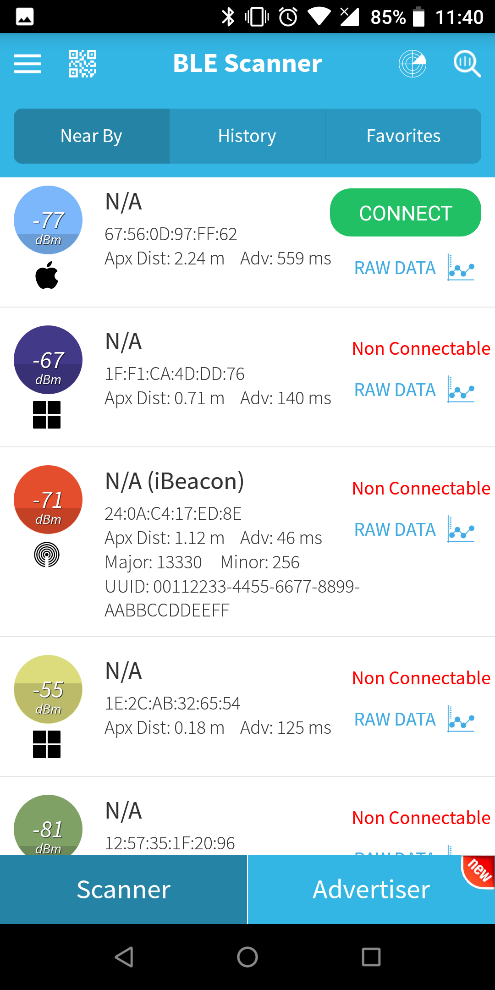 85% 11:40
BLE Scanner
Near By History Favorites
-77 dBm
N/A
CONNECT
67:56:0D:97:FF:62
Apx Dist: 2.24 m Adv: 559 ms
RAW DATA
-67 dBm
N/A
Non Connectable
1F:F1:CA:4D:DD:76
Apx Dist: 0.71 m Adv: 140 ms
RAW DATA
-71 dBm
N/A (iBeacon)
Non Connectable
24:0A:C4:17:ED:8E
Apx Dist: 1.12 m Adv: 46 ms
RAW DATA
Major: 13330 Minor: 256
UUID: 00112233-4455-6677-8899-
AABBCCDDEEFF
-55 dBm
N/A
Non Connectable
1E:2C:AB:32:65:54
Apx Dist: 0.18 m Adv: 125 ms
RAW DATA
-81 dBm
N/A
Non Connectable
12:57:35:1F:20:96
RAW DATA
Scanner Advertiser new